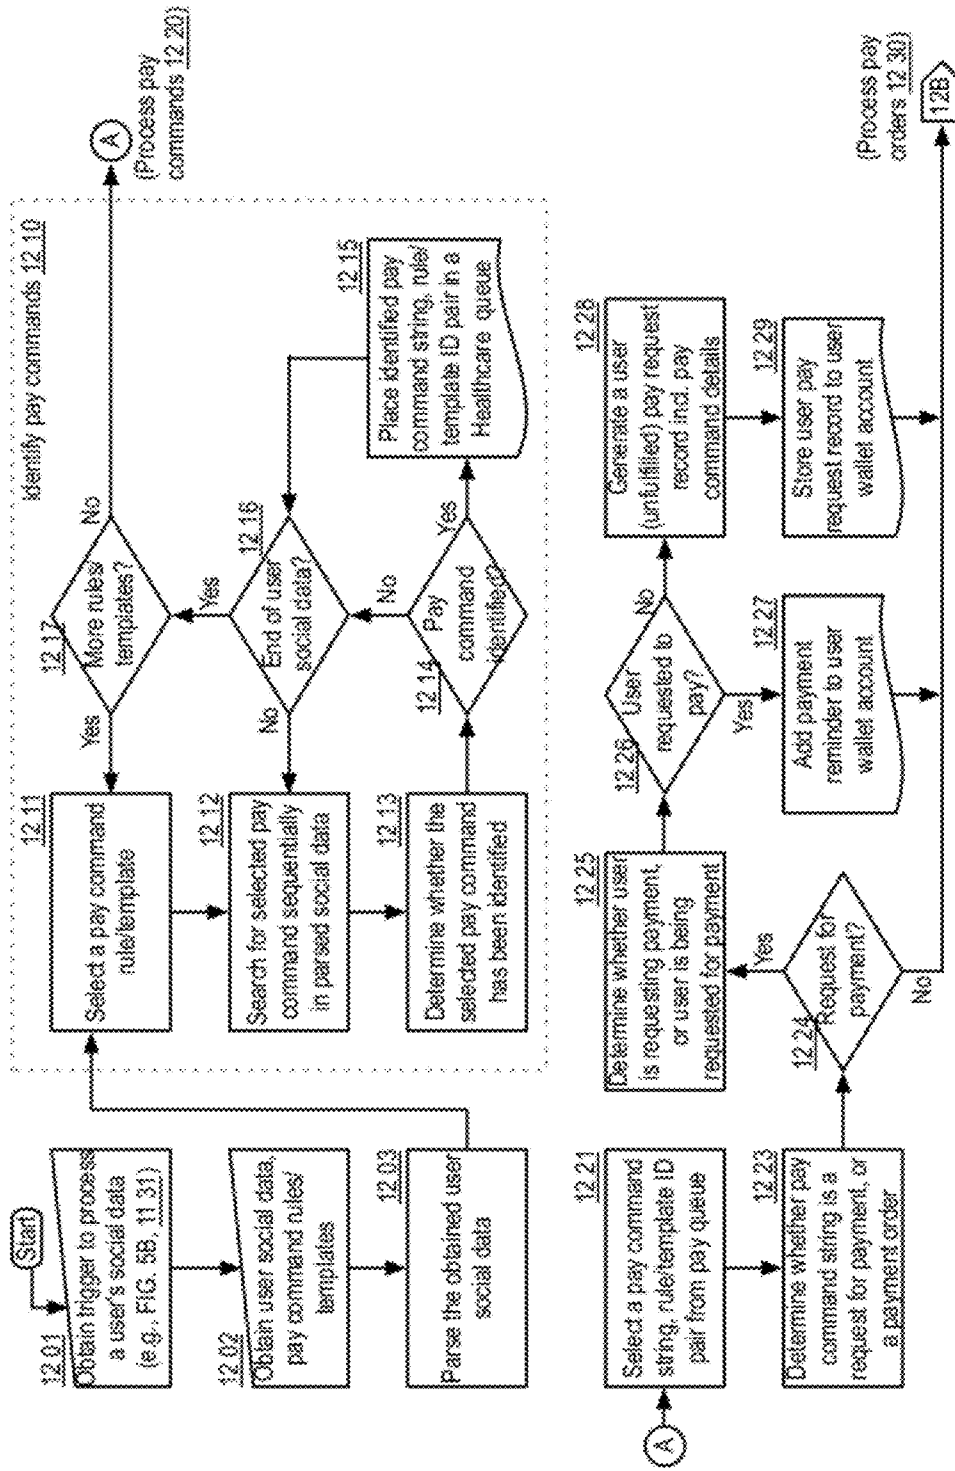 Start
12.01
Obtain trigger to process
a user's social data
(e.g., FIG. 5B, 11.31)
12.02
Obtain user social data,
pay command rules/
templates
12.03
Parse the obtained user
social data
Identify pay commands 12.10
12.11
Select a pay command
rule/template
12.12
Search for selected pay
command sequentially
in parsed social data
12.13
Determine whether the
selected pay command
has been identified
12.14
Pay
command
identified?
Yes
No
12.15
Place identified pay
command string, rule/
template ID pair in a
Healthcare queue
12.16
End of user
social data?
No
Yes
12.17
More rules/
templates?
Yes
No
A
(Process pay
commands 12.20)
A
12.21
Select a pay command
string, rule/template ID
pair from pay queue
12.23
Determine whether pay
command string is a
request for payment, or
a payment order
12.24
Request for
payment?
Yes
No
12.25
Determine whether user
is requesting payment,
or user is being
requested for payment
12.26
User
requested to
pay?
Yes
No
12.27
Add payment
reminder to user
wallet account
12.28
Generate a user
(unfulfilled) pay request
record incl. pay
command details
12.29
Store user pay
request record to user
wallet account
(Process pay
orders 12.30)
12B